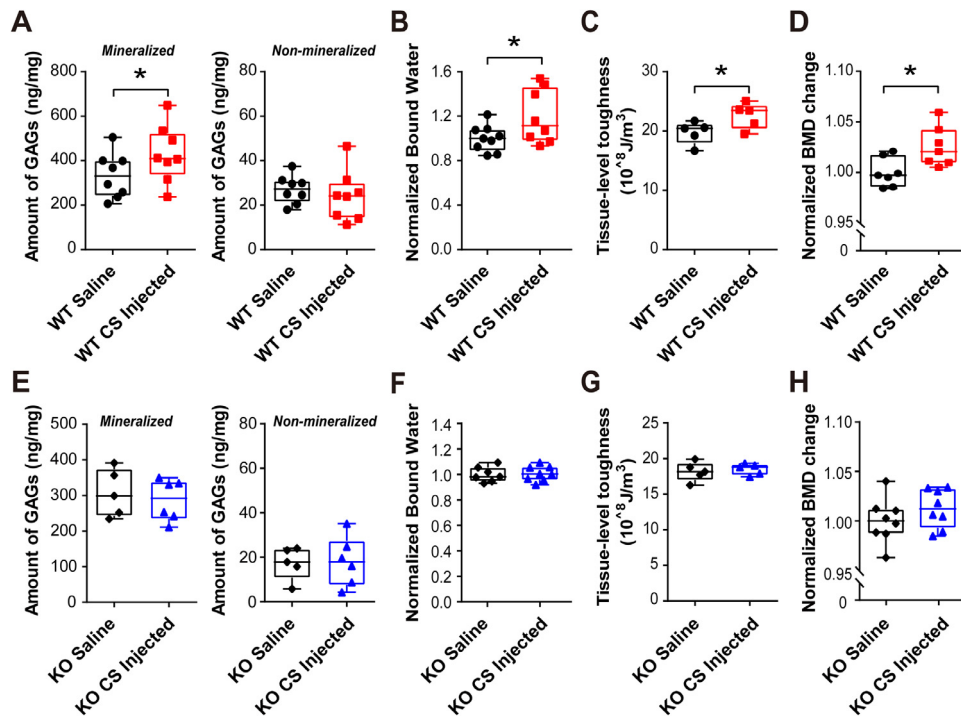 A
Mineralized
Amount of GAGs (ng/mg)
800
600
400
200
0
*
WT Saline
WT CS Injected
Non-mineralized
Amount of GAGs (ng/mg)
80
60
40
20
0
WT Saline
WT CS Injected
B
Normalized Bound Water
1.6
1.2
0.8
0.4
0.0
*
WT Saline
WT CS Injected
C
Tissue-level toughness
(10^8J/m3)
30
20
10
0
*
WT Saline
WT CS Injected
D
Normalized BMD change
1.10
1.05
1.00
0.95
0
*
WT Saline
WT CS Injected
E
Mineralized
Amount of GAGs (ng/mg)
500
400
300
200
100
0
KO Saline
KO CS Injected
Non-mineralized
Amount of GAGs (ng/mg)
80
60
40
20
0
KO Saline
KO CS Injected
F
Normalized Bound Water
1.4
1.2
1.0
0.8
0.6
0.4
0.2
0.0
KO Saline
KO CS Injected
G
Tissue-level toughness
(10^8J/m3)
25
20
15
10
5
0
KO Saline
KO CS Injected
H
Normalized BMD change
1.10
1.05
1.00
0.95
0
KO Saline
KO CS Injected